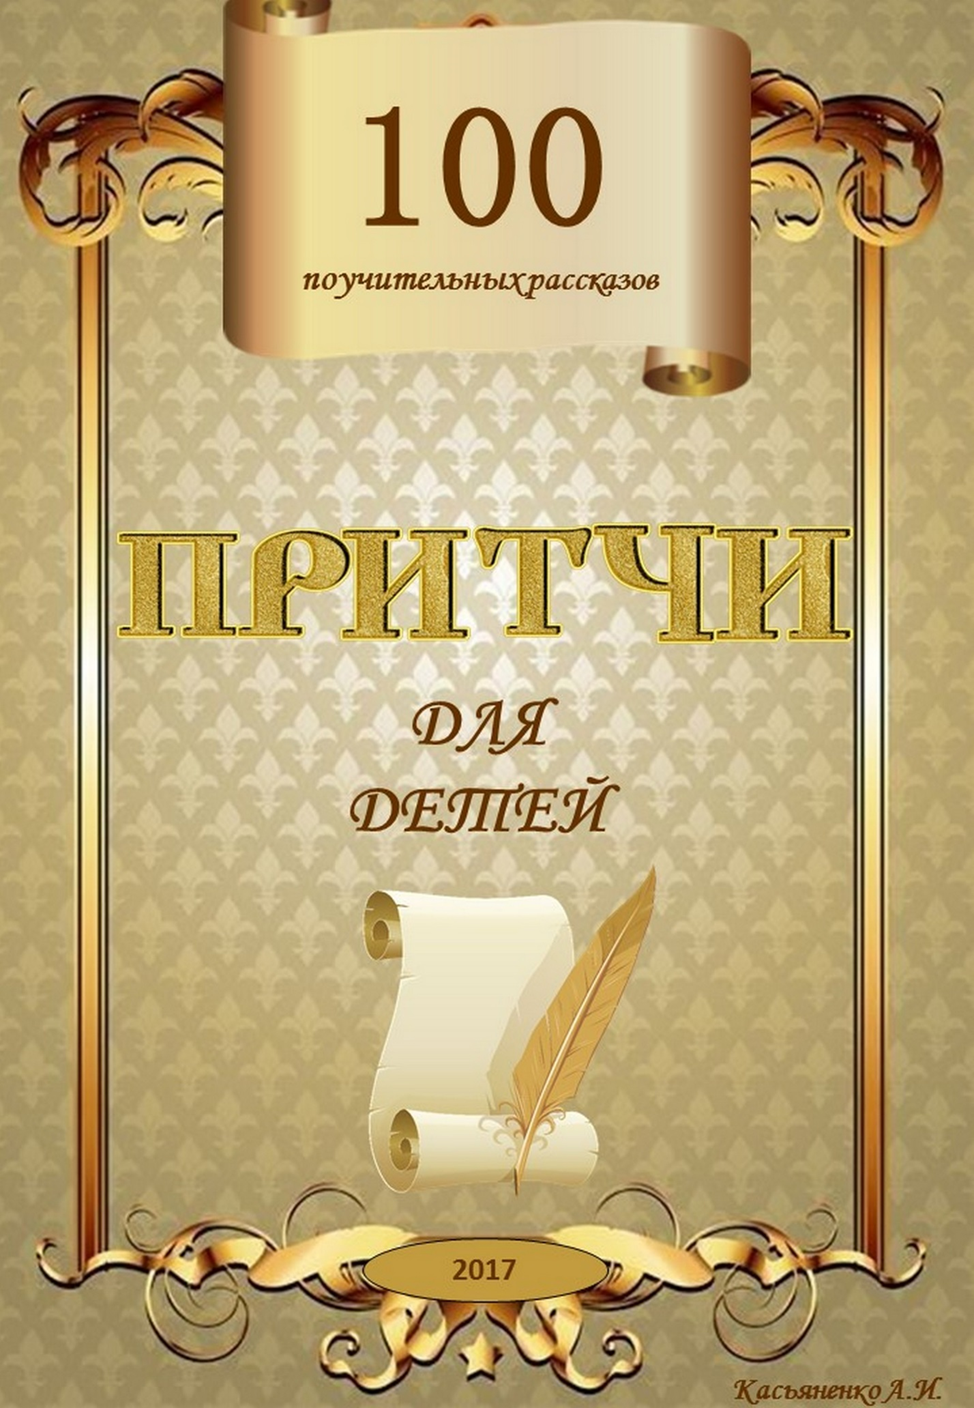 100
поучительных рассказов
ПРИТЧИ
ДЛЯ
ДЕТЕЙ
2017
Касьяненко А.И.